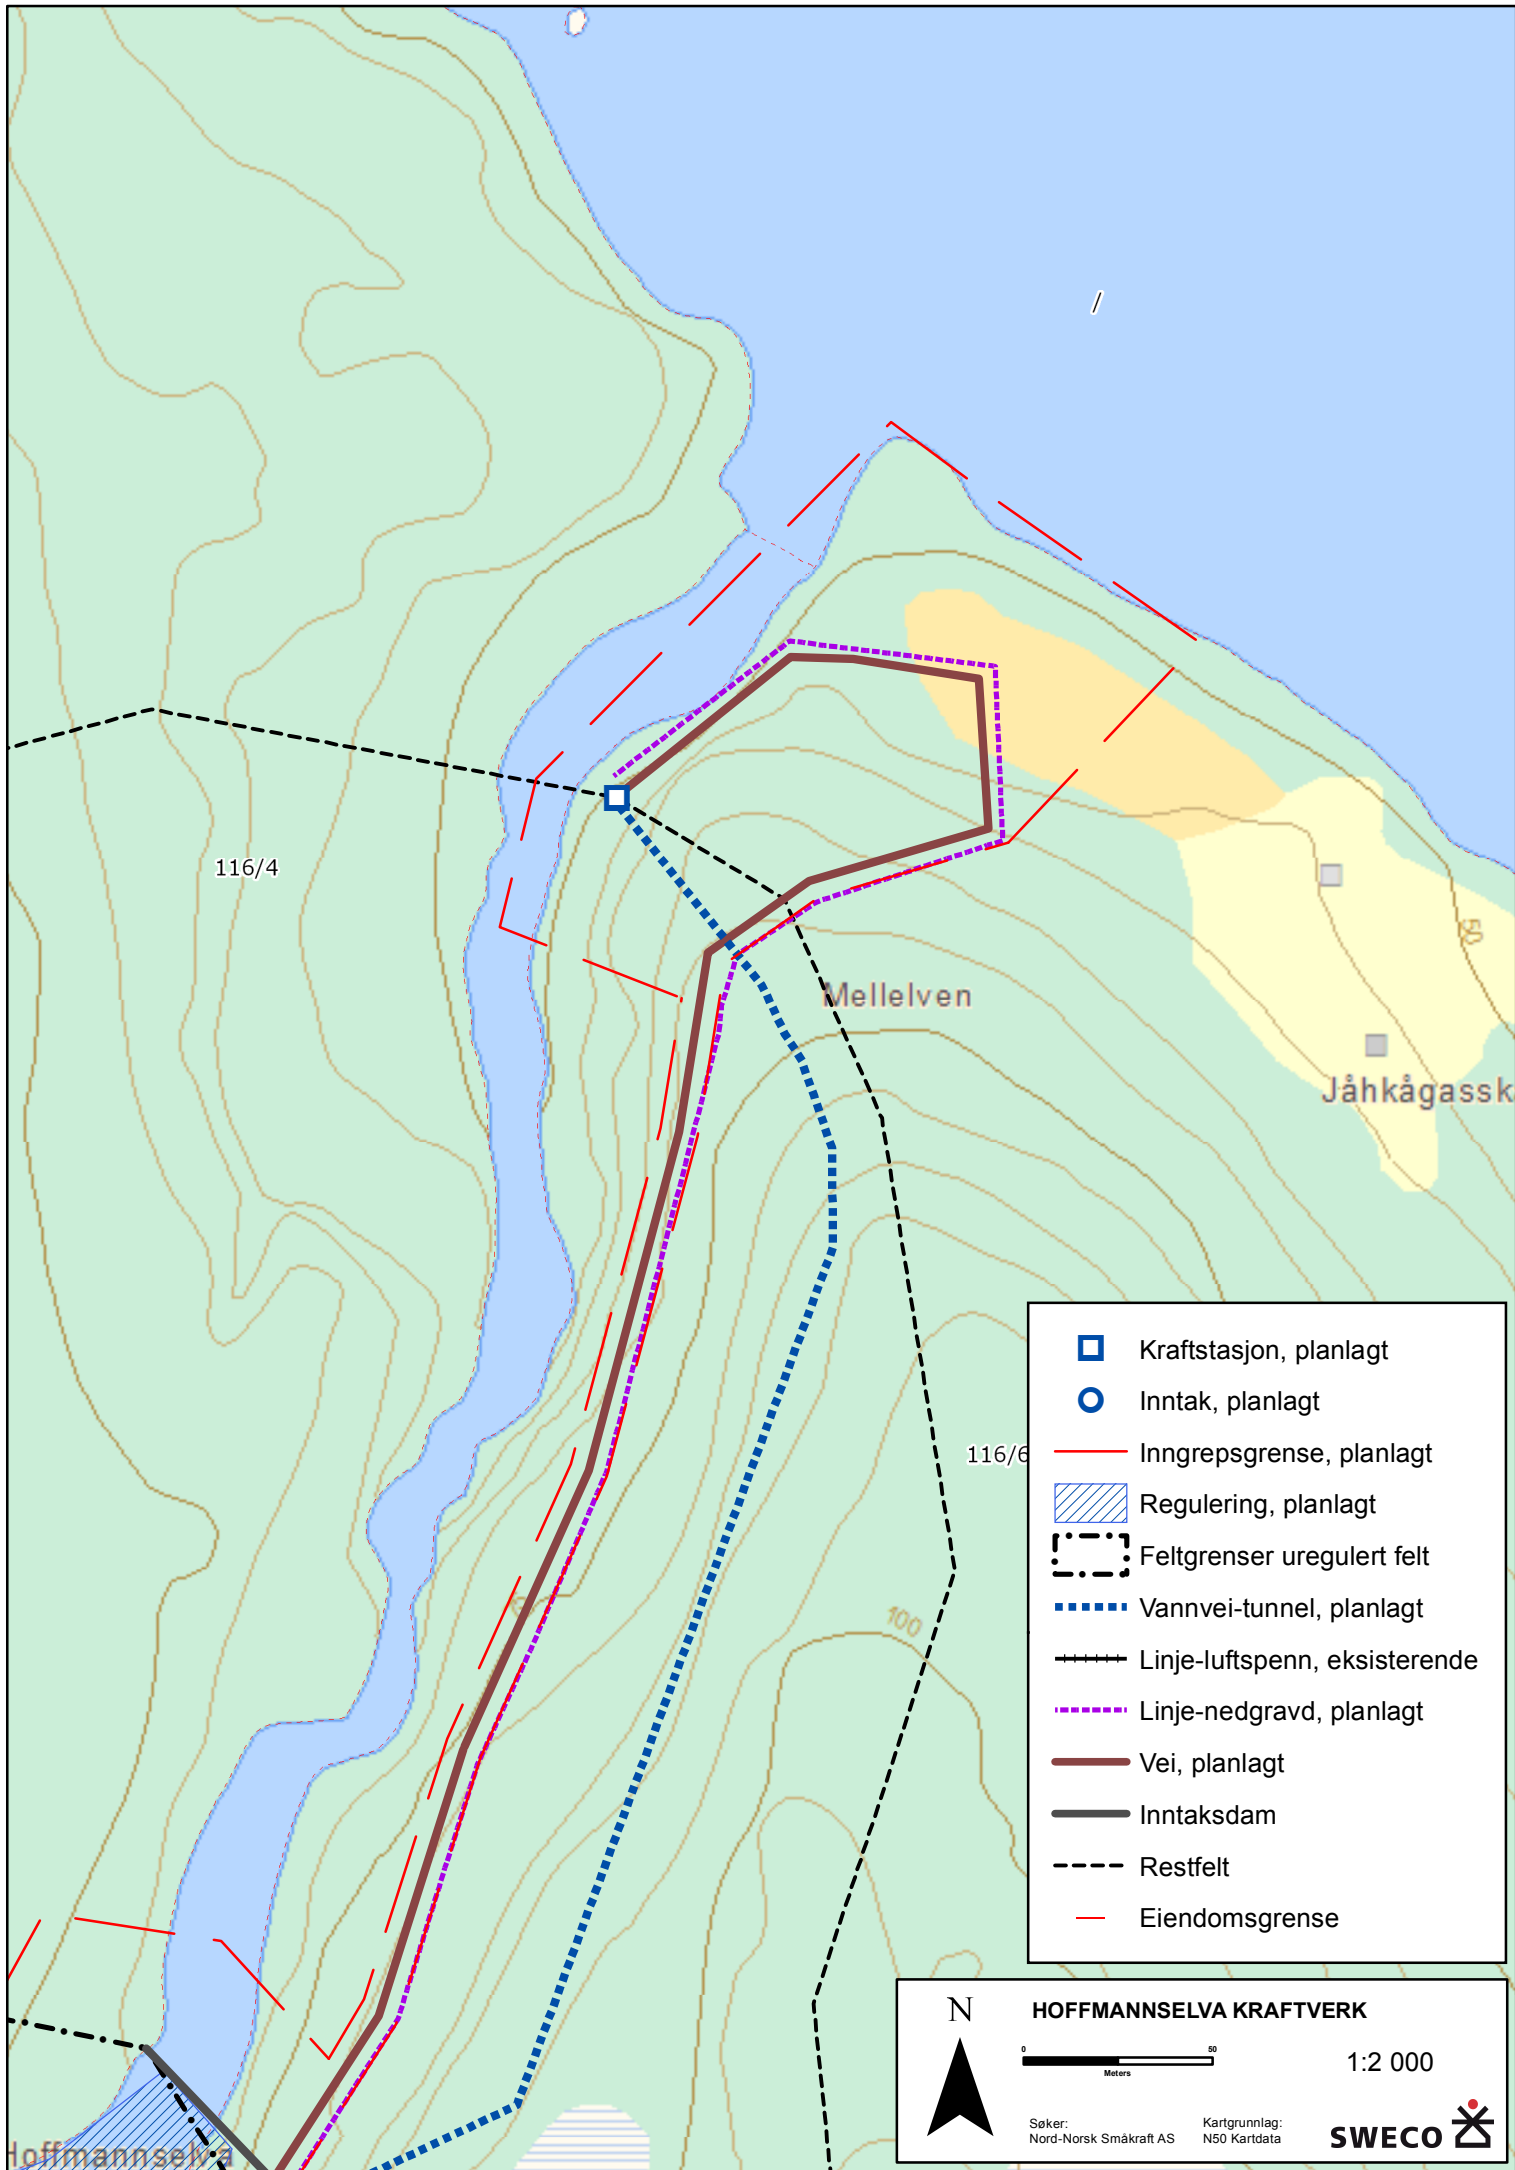 /
116/4
Mellelven
50
Jåhkågassk
116/6
100
Hoffmannselva
Kraftstasjon, planlagt
Inntak, planlagt
Inngrepsgrense, planlagt
Regulering, planlagt
Feltgrenser uregulert felt
Vannvei-tunnel, planlagt
Linje-luftspenn, eksisterende
Linje-nedgravd, planlagt
Vei, planlagt
Inntaksdam
Restfelt
Eiendomsgrense
N
HOFFMANNSELVA KRAFTVERK
0 50
Meters
1:2 000
Søker:
Nord-Norsk Småkraft AS
Kartgrunnlag:
N50 Kartdata
SWECO